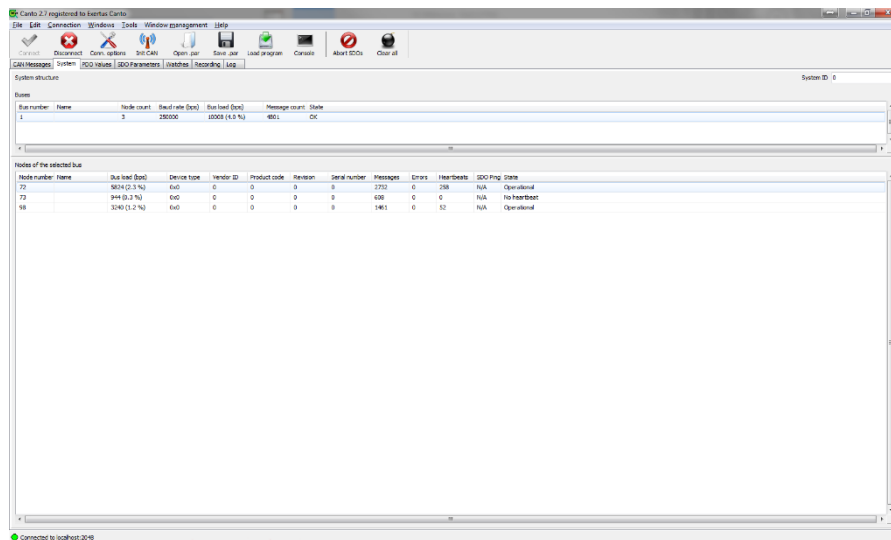 Canto 2.7 registered to Exertus Canto
File Edit Connection Windows Tools Window management Help
Connect Disconnect Conn. options Init CAN Open .par Save .par Load program Console Abort SDOs Clear all
CAN Messages System PDO Values SDO Parameters Watches Recording Log
System structure System ID 0
Buses
Bus number Name Node count Baud rate (bps) Bus load (bps) Message count State
1 3 250000 10008 (4.0 %) 4801 OK
Nodes of the selected bus
Node number Name Bus load (bps) Device type Vendor ID Product code Revision Serial number Messages Errors Heartbeats SDO Ping State
72 5824 (2.3 %) 0x0 0 0 0 0 2732 0 258 N/A Operational
73 944 (0.3 %) 0x0 0 0 0 0 608 0 0 N/A No heartbeat
98 3240 (1.2 %) 0x0 0 0 0 0 1461 0 52 N/A Operational
Connected to localhost:2048